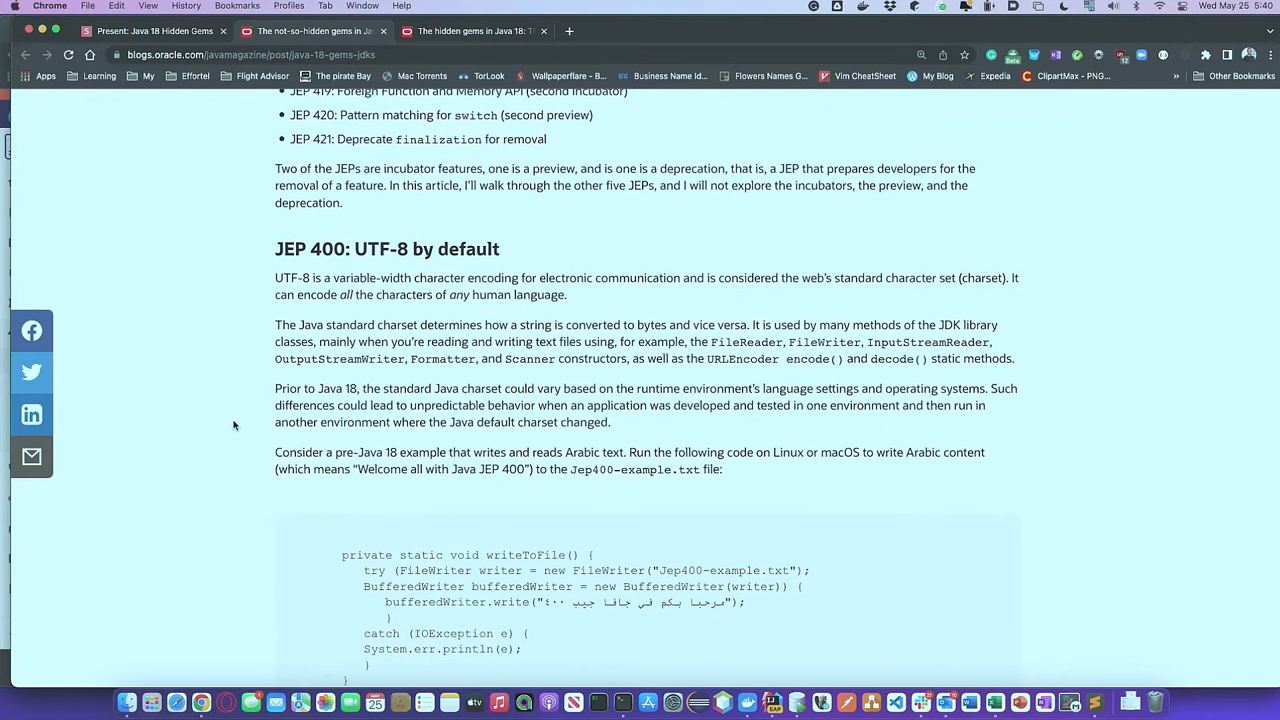 Chrome File Edit View History Bookmarks Profiles Tab Window Help
Wed May 25 5:40
Present: Java 18 Hidden Gems
The not-so-hidden gems in Jav
The hidden gems in Java 18: T
blogs.oracle.com/javamagazine/post/java-18-gems-jdks
Apps Learning My Effortel Flight Advisor The pirate Bay Mac Torrents TorLook Wallpaperflare - B... Business Name Id... Flowers Names G... Vim CheatSheet My Blog Expedia ClipartMax - PNG... » Other Bookmarks
• JEP 419: Foreign Function and Memory API (second incubator)
• JEP 420: Pattern matching for switch (second preview)
• JEP 421: Deprecate finalization for removal
Two of the JEPs are incubator features, one is a preview, and is one is a deprecation, that is, a JEP that prepares developers for the
removal of a feature. In this article, I'll walk through the other five JEPs, and I will not explore the incubators, the preview, and the
deprecation.
JEP 400: UTF-8 by default
UTF-8 is a variable-width character encoding for electronic communication and is considered the web's standard character set (charset). It
can encode all the characters of any human language.
The Java standard charset determines how a string is converted to bytes and vice versa. It is used by many methods of the JDK library
classes, mainly when you're reading and writing text files using, for example, the FileReader, FileWriter, InputStreamReader,
OutputStreamWriter, Formatter, and Scanner constructors, as well as the URLEncoder encode() and decode() static methods.
Prior to Java 18, the standard Java charset could vary based on the runtime environment's language settings and operating systems. Such
differences could lead to unpredictable behavior when an application was developed and tested in one environment and then run in
another environment where the Java default charset changed.
Consider a pre-Java 18 example that writes and reads Arabic text. Run the following code on Linux or macOS to write Arabic content
(which means “Welcome all with Java JEP 400”) to the Jep400-example.txt file:
private static void writeToFile() {
try (FileWriter writer = new FileWriter("Jep400-example.txt");
BufferedWriter bufferedWriter = new BufferedWriter(writer)) {
bufferedWriter.write("مرحبا بكم في جافا جيب ٤٠٠");
}
catch (IOException e) {
System.err.println(e);
}
}